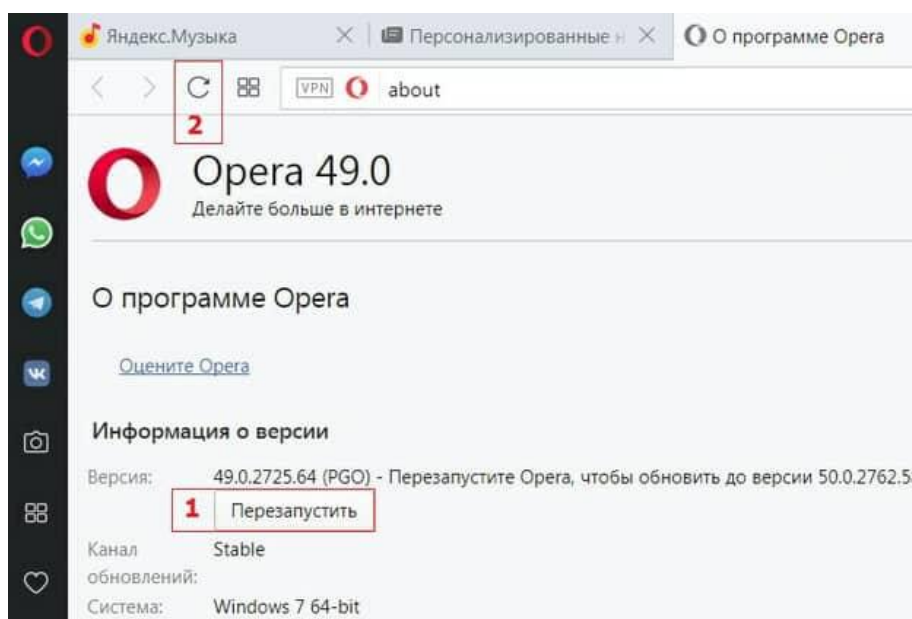 Яндекс.Музыка Персонализированные н О программе Opera
VPN about
2
Opera 49.0
Делайте больше в интернете
О программе Opera
Оцените Opera
Информация о версии
Версия: 49.0.2725.64 (PGO) - Перезапустите Opera, чтобы обновить до версии 50.0.2762.5
1 Перезапустить
Канал Stable
обновлений:
Система: Windows 7 64-bit